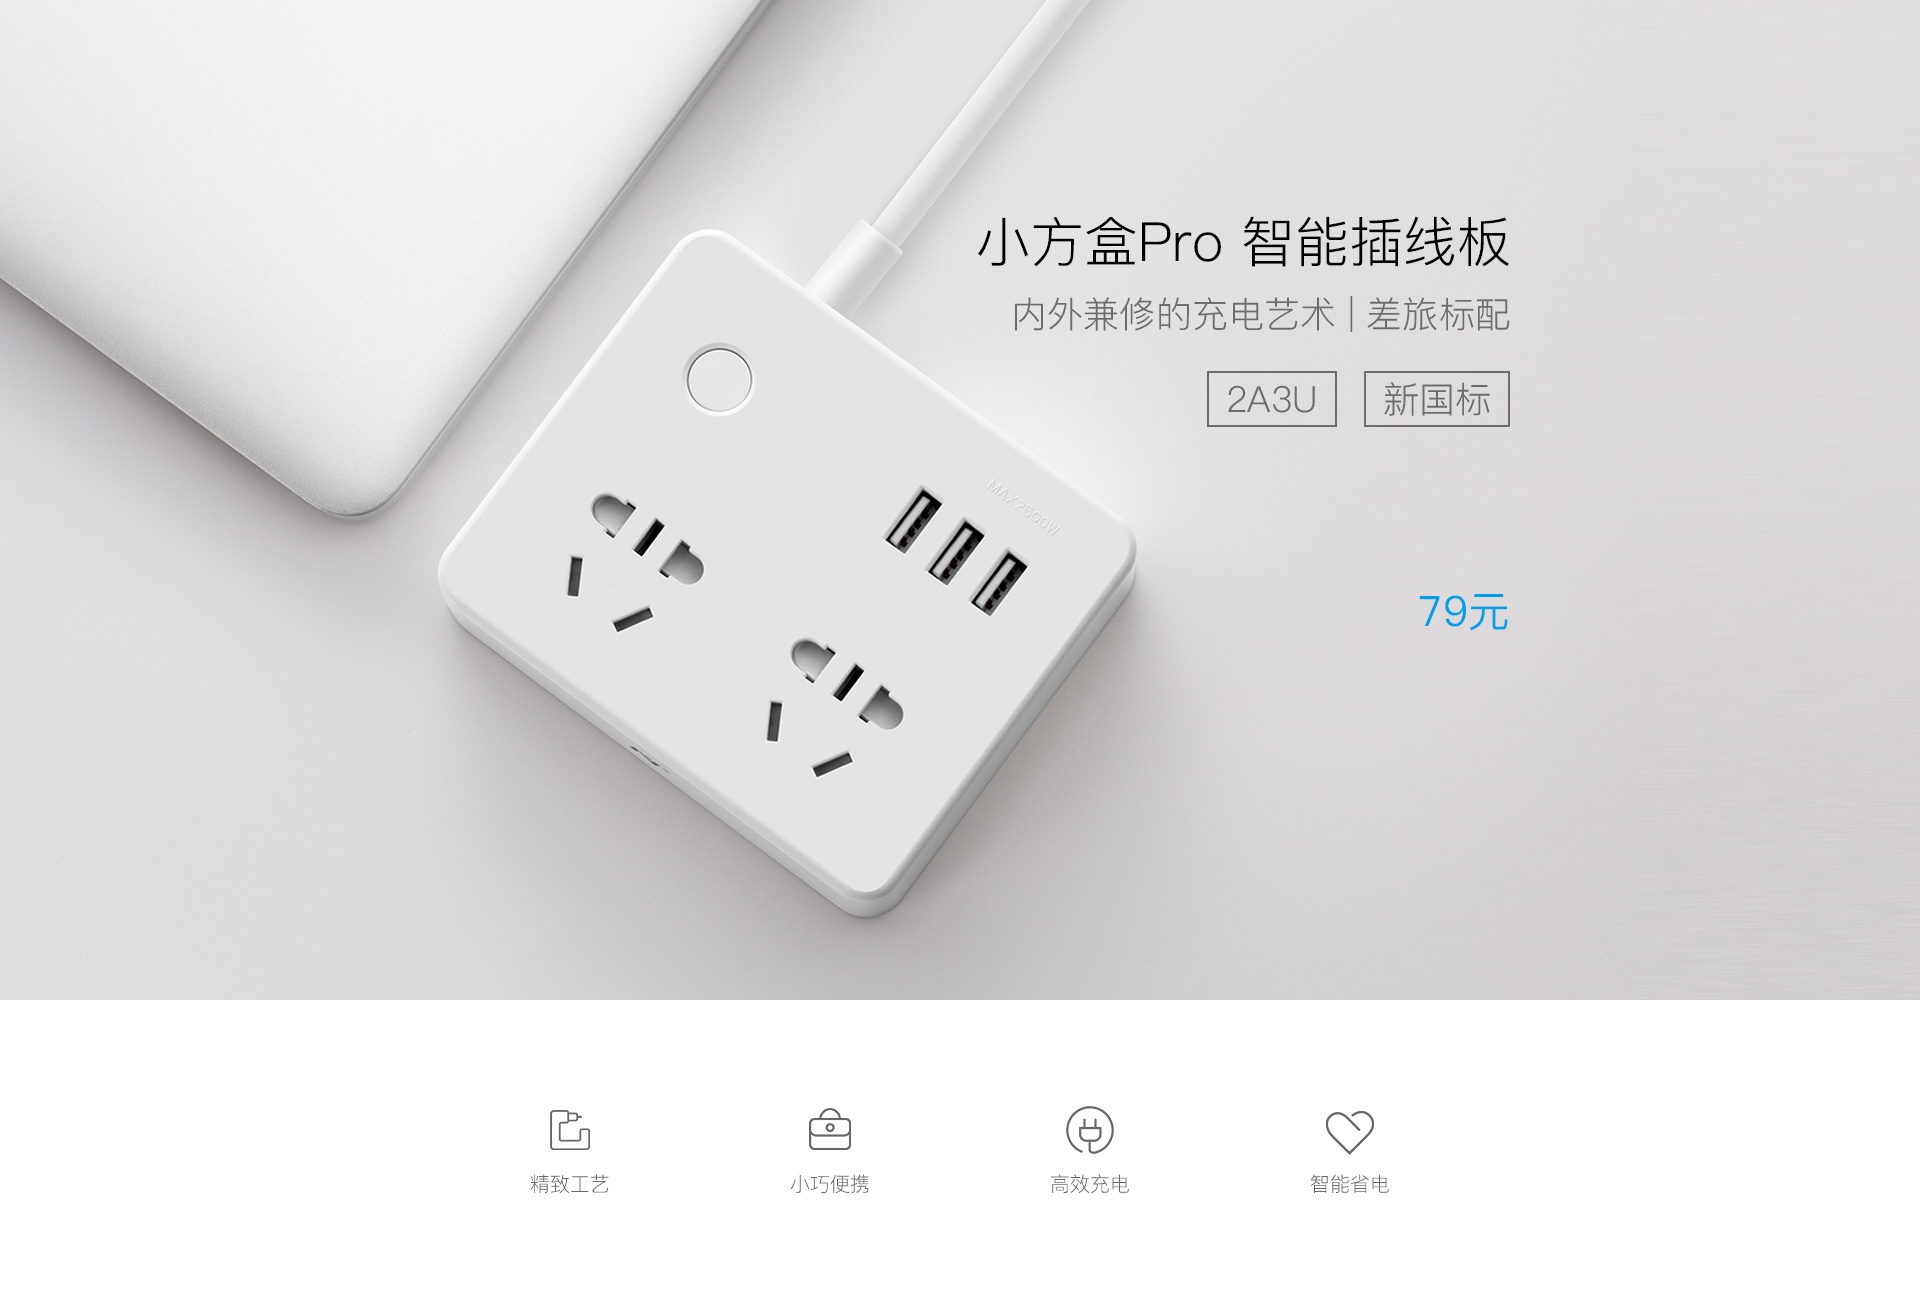 小方盒Pro 智能插线板
内外兼修的充电艺术 | 差旅标配
2A3U 新国标
MAX2500W
79元
精致工艺 小巧便携 高效充电 智能省电